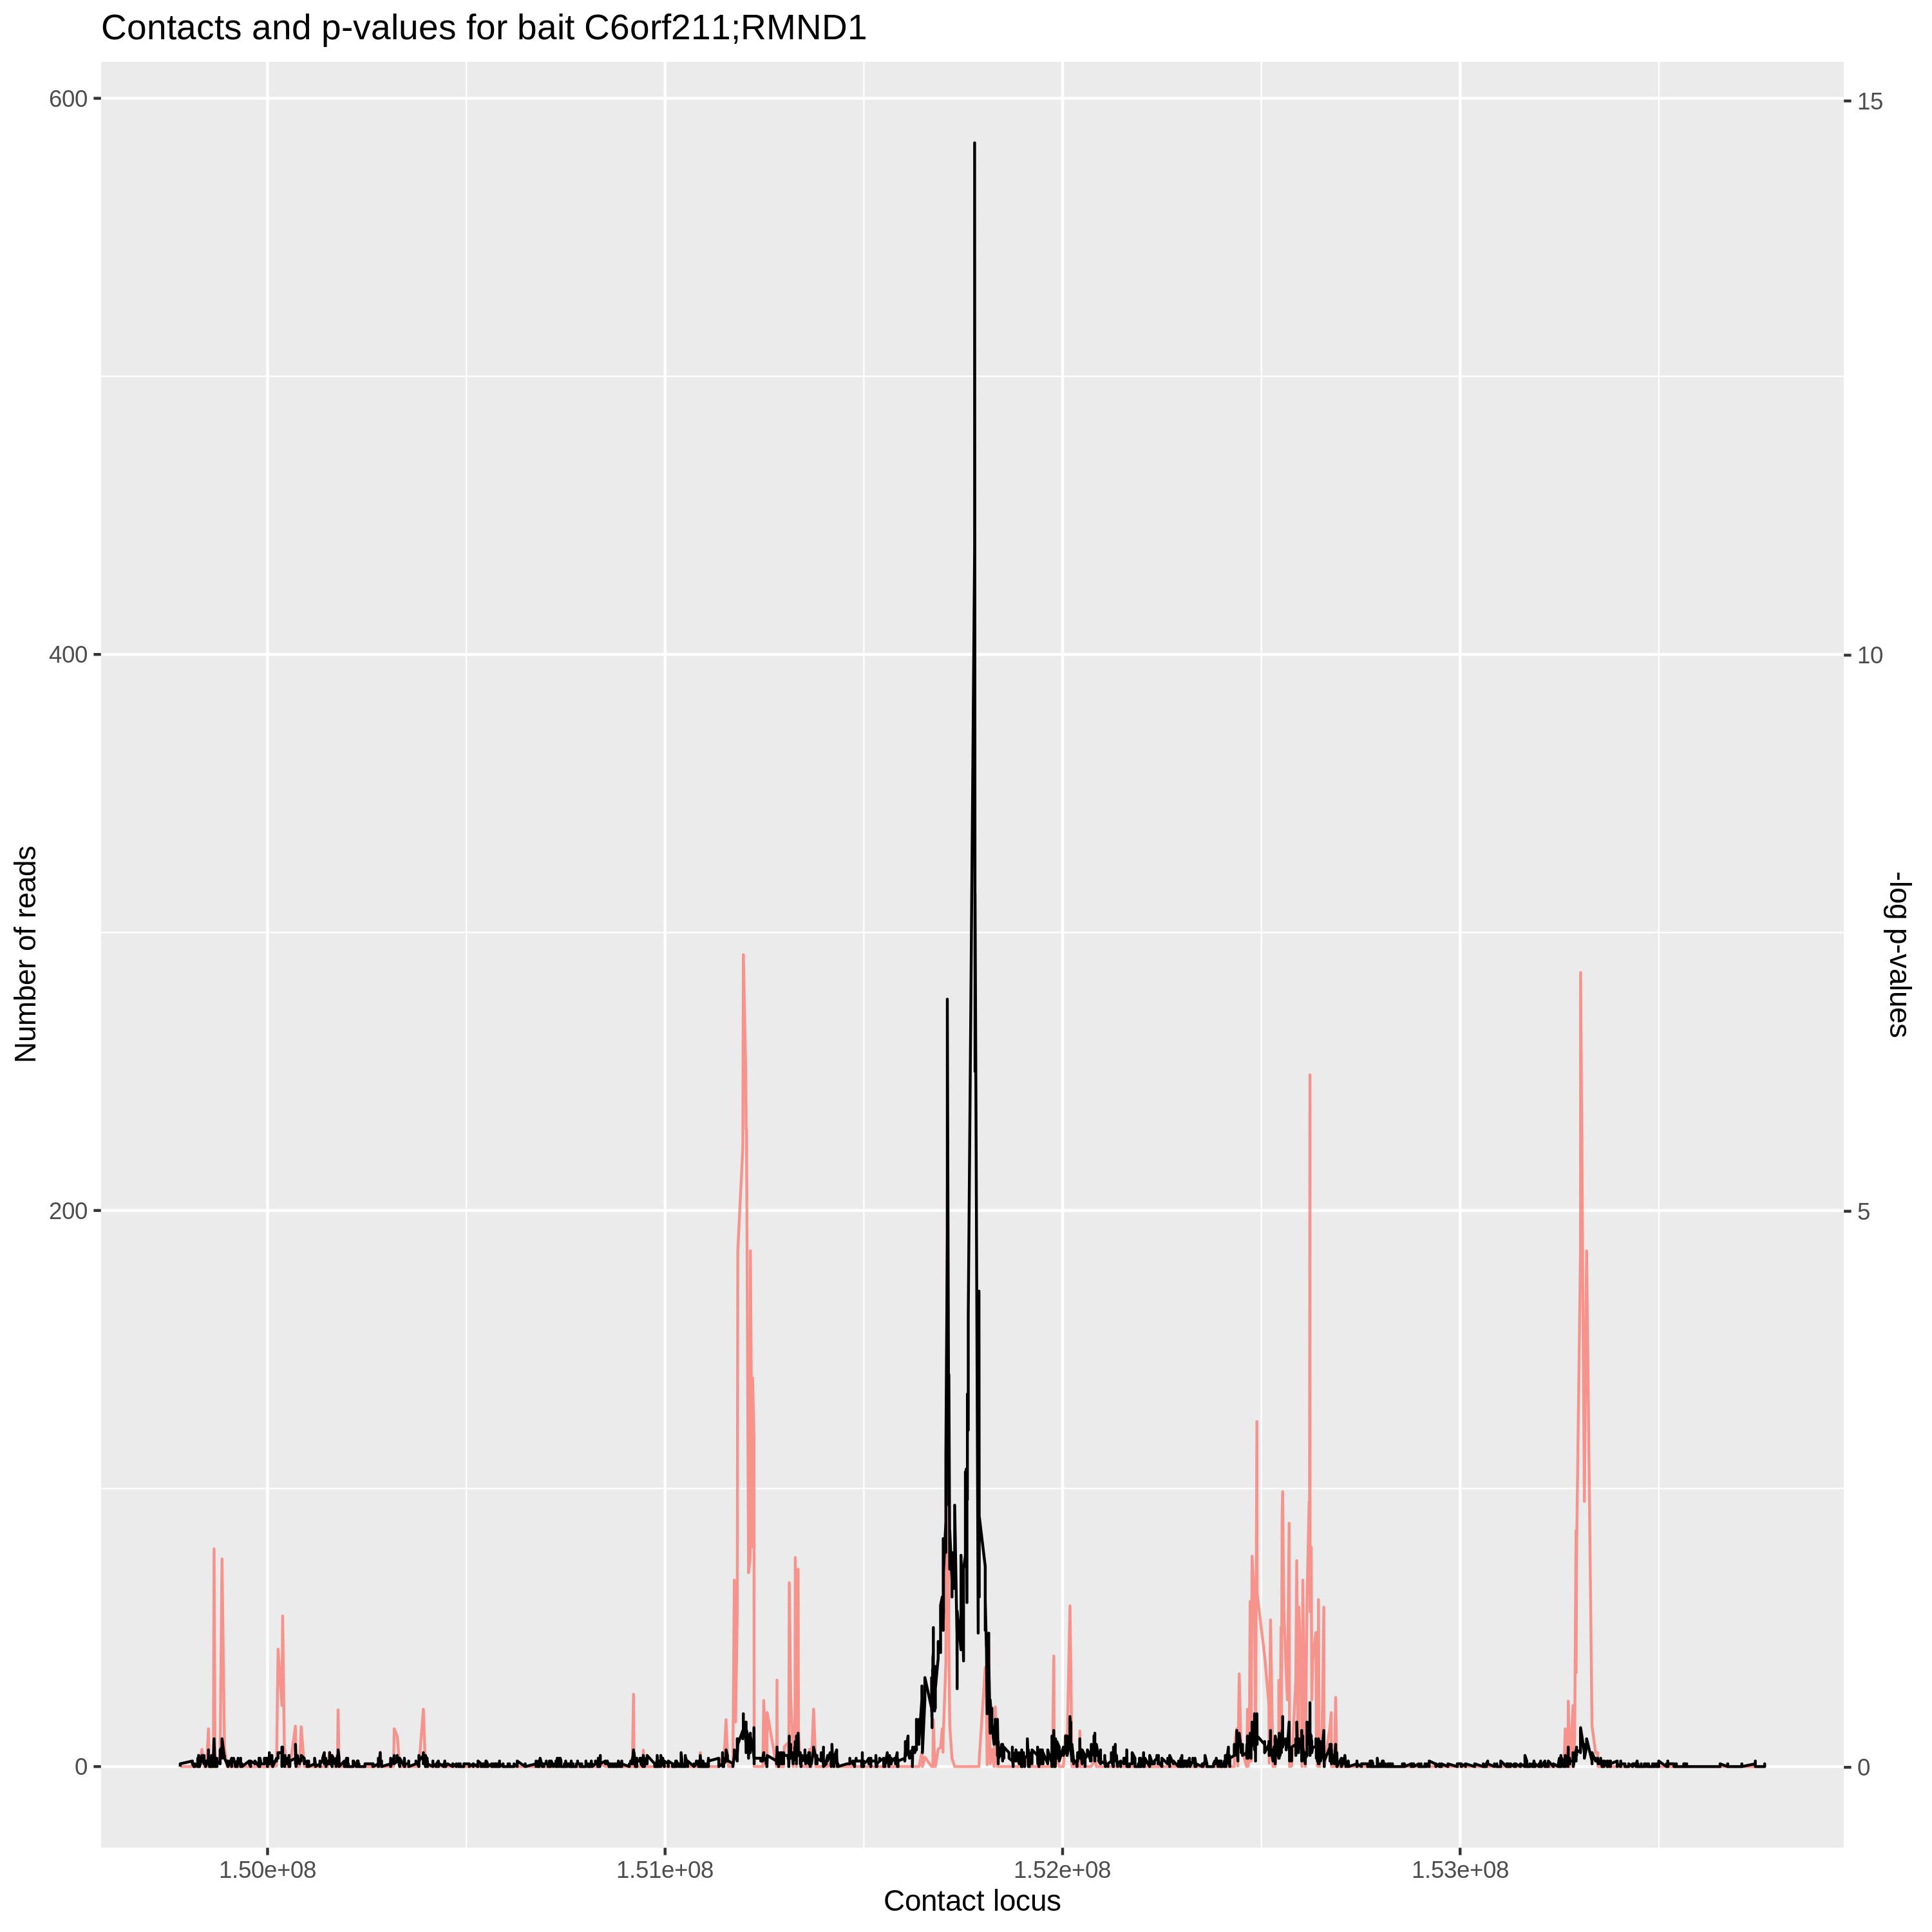 Contacts and p-values for bait C6orf211;RMND1
600
400
200
0
Number of reads
15
10
5
0
-log p-values
1.50e+08
1.51e+08
1.52e+08
1.53e+08
Contact locus